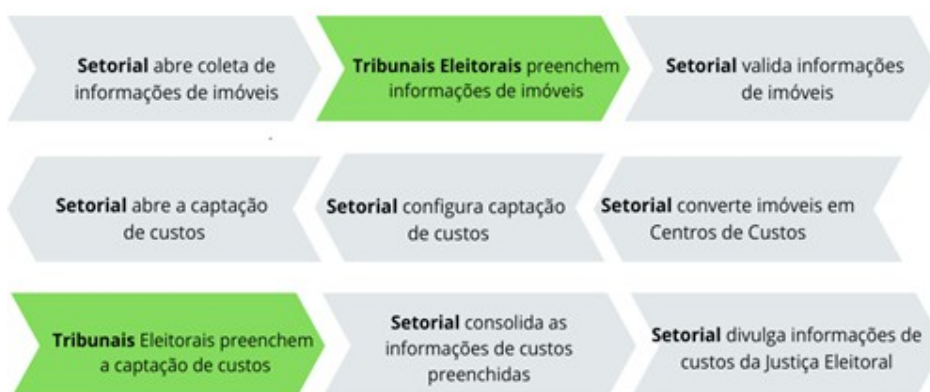 Setorial abre coleta de
informações de imóveis
Tribunais Eleitorais preenchem
informações de imóveis
Setorial valida informações
de imóveis
Setorial abre a captação
de custos
Setorial configura captação
de custos
Setorial converte imóveis em
Centros de Custos
Tribunais Eleitorais preenchem
a captação de custos
Setorial consolida as
informações de custos
preenchidas
Setorial divulga informações de
custos da Justiça Eleitoral